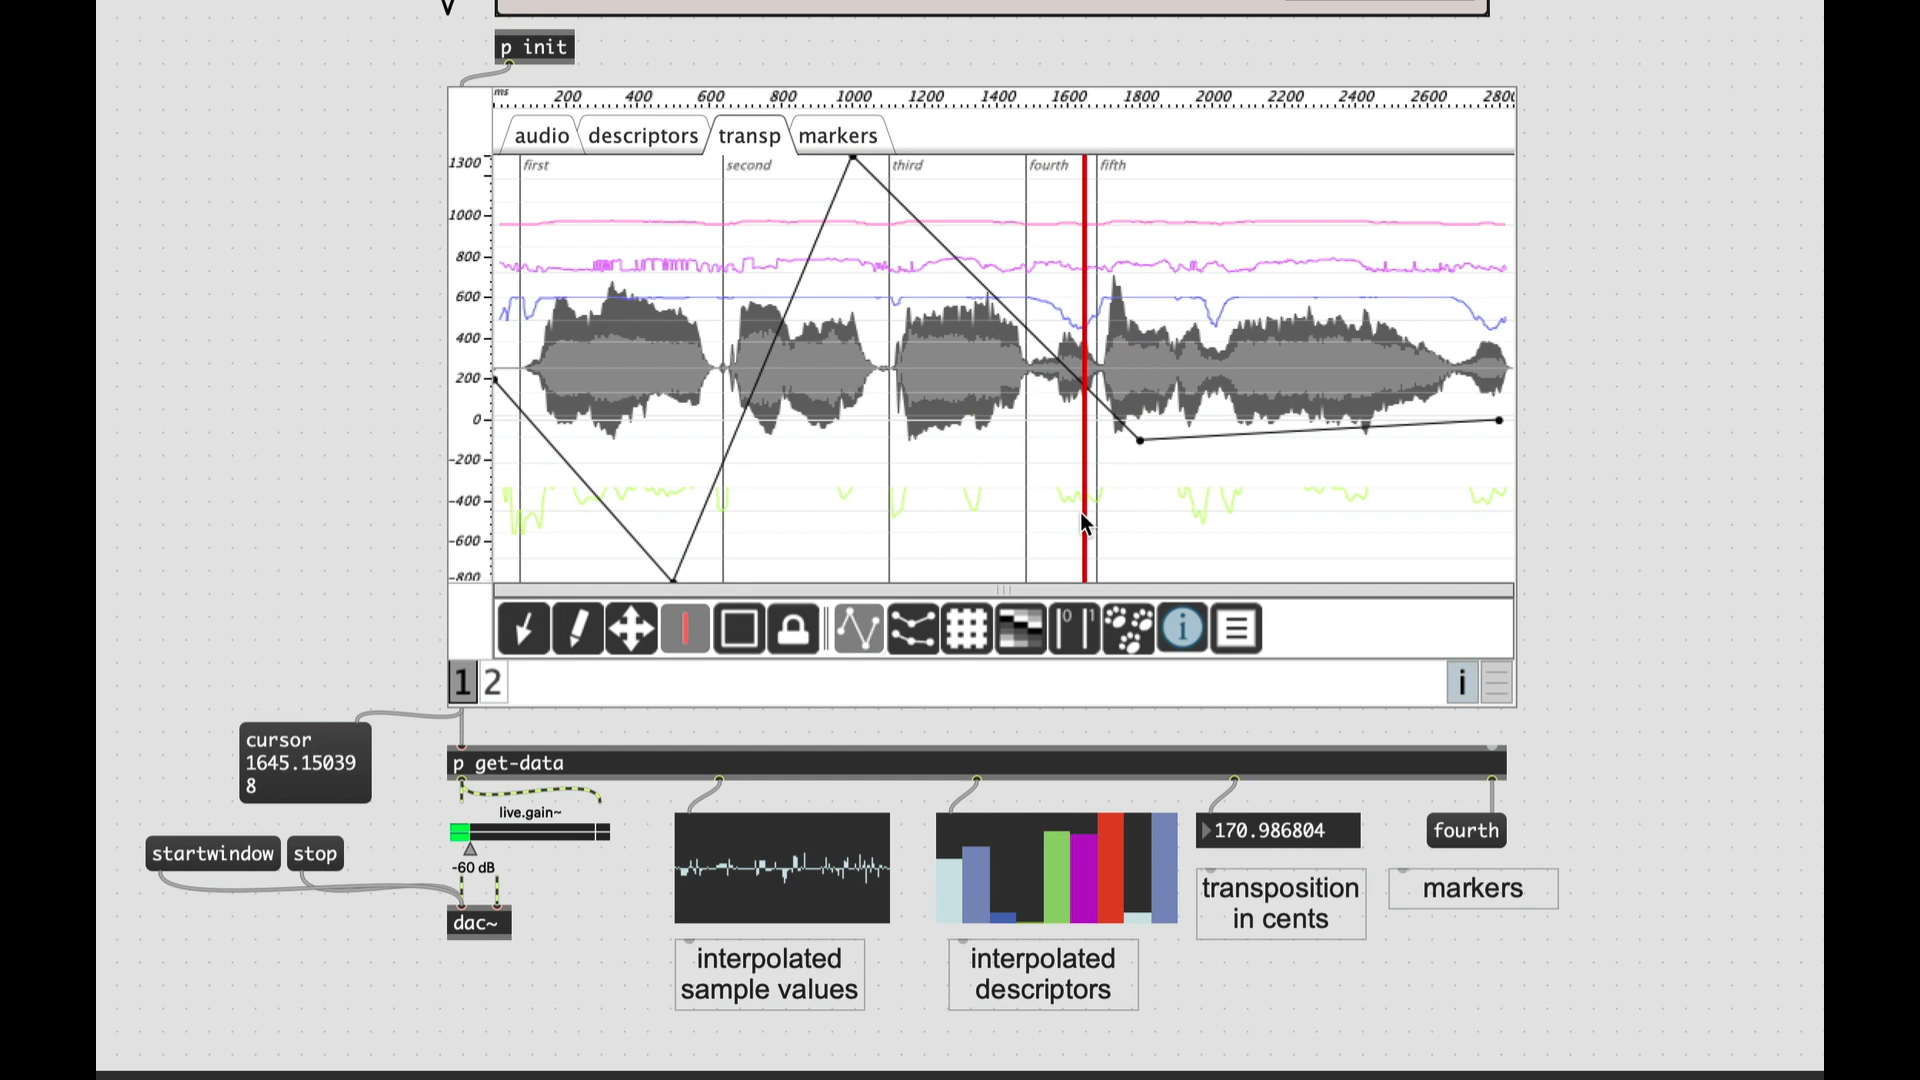 p init
ms 200 400 600 800 1000 1200 1400 1600 1800 2000 2200 2400 2600 280
audio descriptors transp markers
1300
first second third fourth fifth
1000
800
600
400
200
0
-200
-400
-600
-800
0 1
i
1 2
i
cursor
1645.15039
8
p get-data
live.gain~
-60 dB
startwindow
stop
dac~
170.986804
fourth
transposition
in cents
markers
interpolated
sample values
interpolated
descriptors